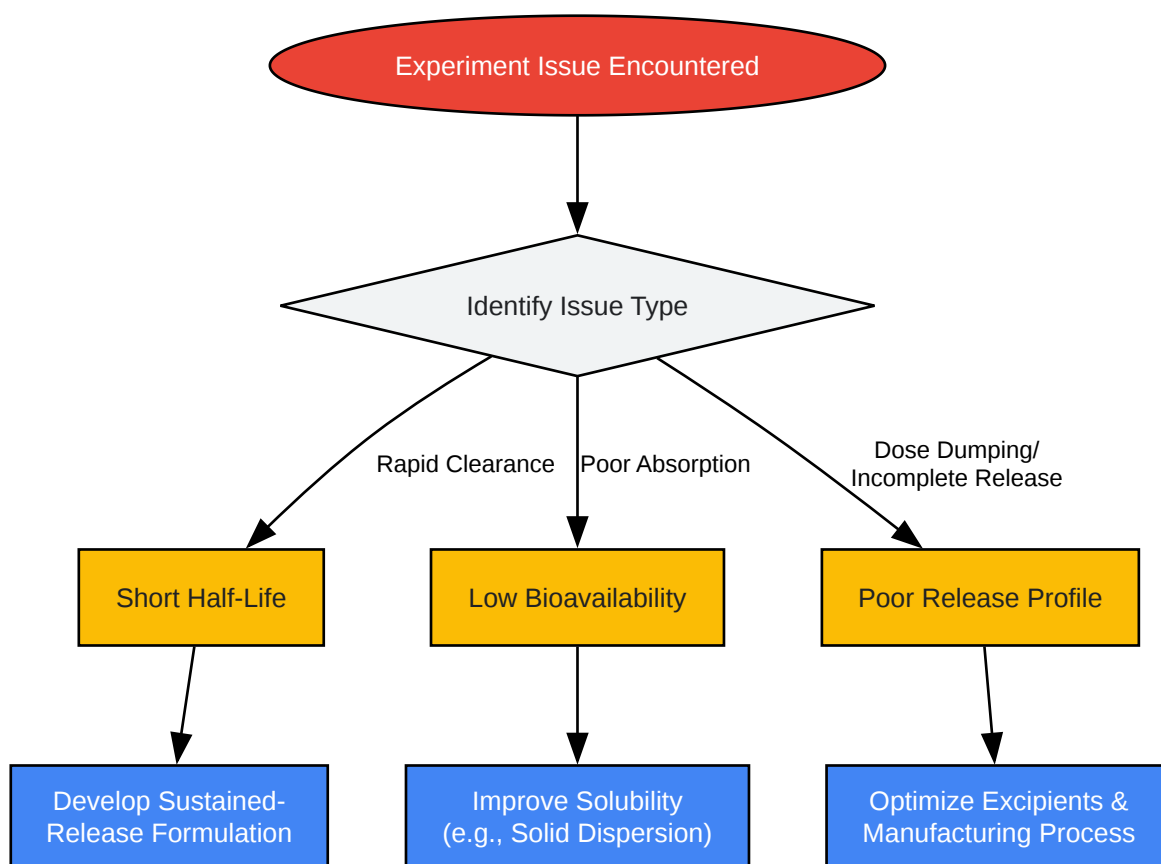 Experiment Issue Encountered
Identify Issue Type
Rapid Clearance
Poor Absorption
Dose Dumping/
Incomplete Release
Short Half-Life
Low Bioavailability
Poor Release Profile
Develop Sustained-
Release Formulation
Improve Solubility
(e.g., Solid Dispersion)
Optimize Excipients &
Manufacturing Process